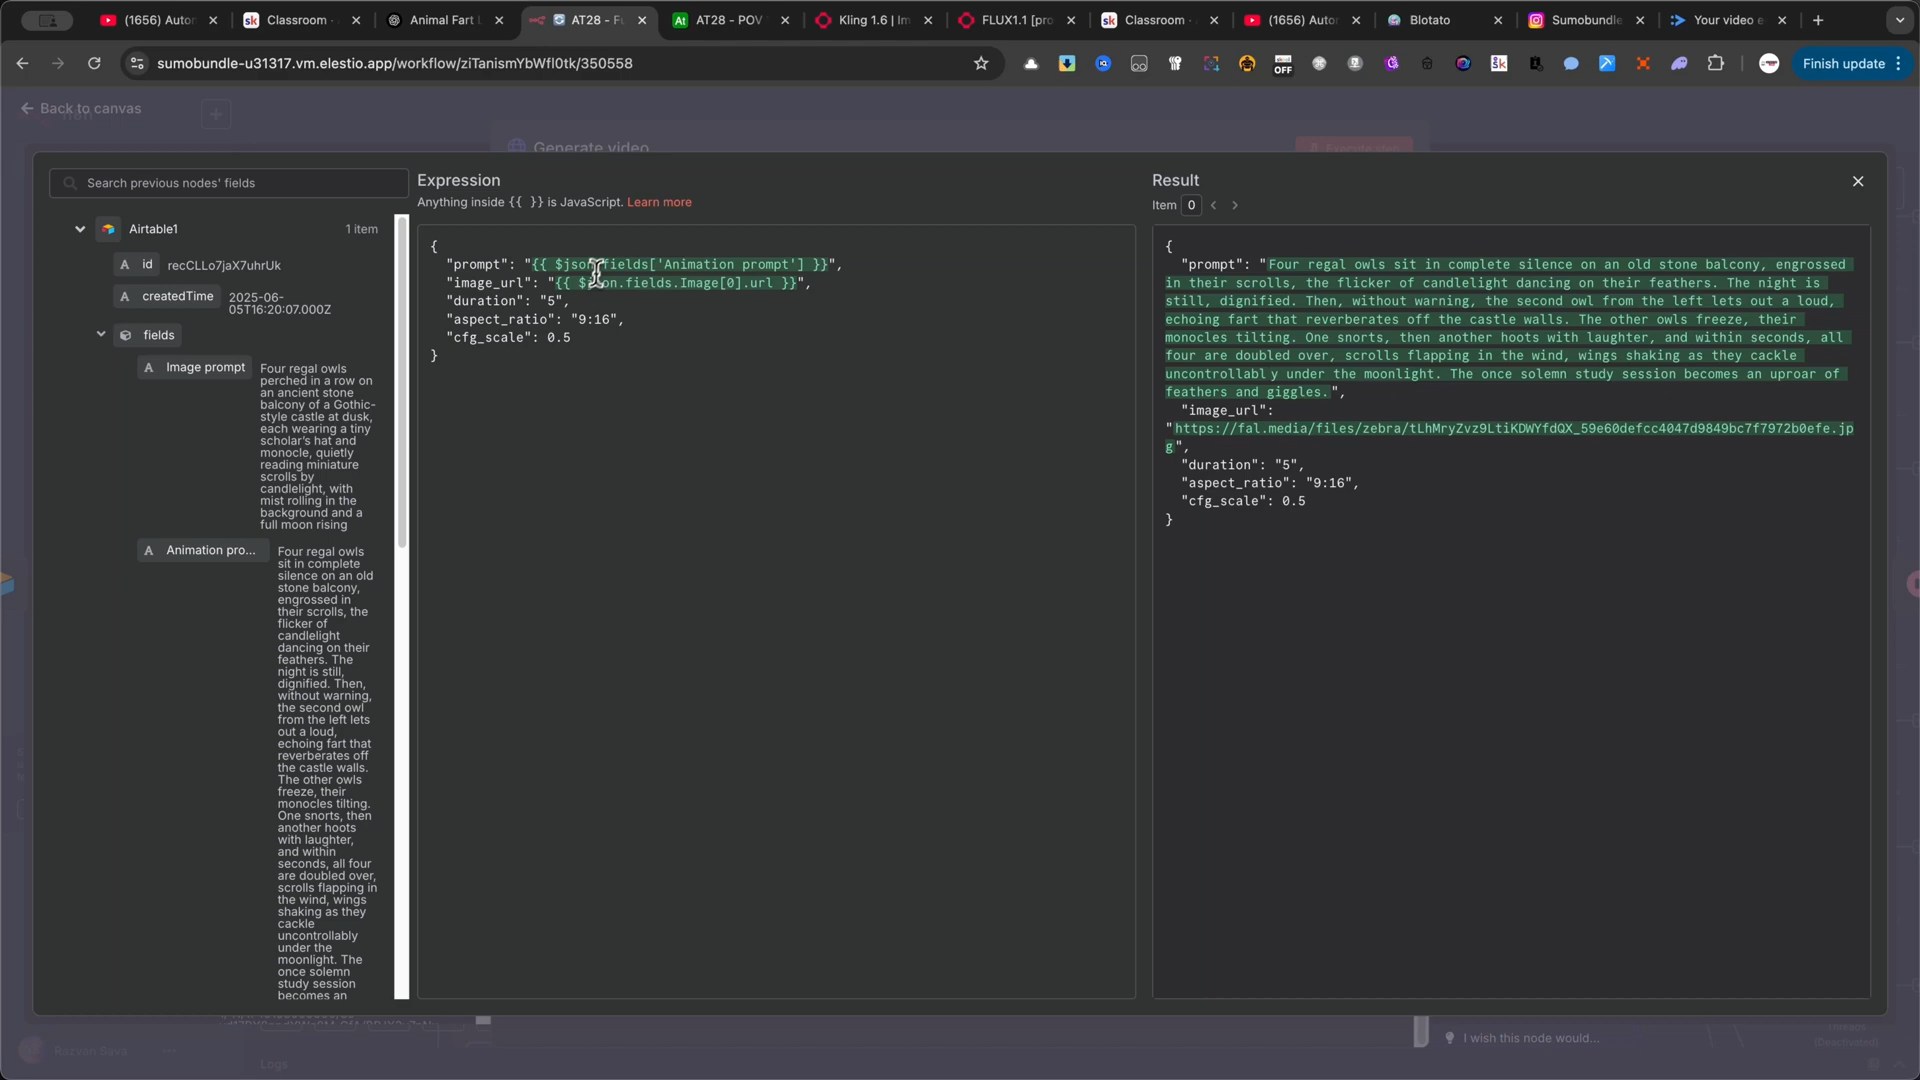 (1656) Auton
Classroom ·
Animal Fart
AT28 - Fu
AT28 - POV
Kling 1.6 | Im
FLUX1.1 [pro
Classroom ·
(1656) Auton
Blotato
Sumobundle
Your video e
sumobundle-u31317.vm.elestio.app/workflow/ziTanismYbWfl0tk/350558
OFF
Finish update
Back to canvas
Generate video
Execute step
Search previous nodes' fields
Airtable1
1 item
A id
recCLLo7jaX7uhrUk
A createdTime
2025-06-
05T16:20:07.000Z
fields
A Image prompt
Four regal owls
perched in a row on
an ancient stone
balcony of a Gothic-
style castle at dusk,
each wearing a tiny
scholar's hat and
monocle, quietly
reading miniature
scrolls by
candlelight, with
mist rolling in the
background and a
full moon rising
A Animation pro...
Four regal owls
sit in complete
silence on an old
stone balcony,
engrossed in
their scrolls, the
flicker of
candlelight
dancing on their
feathers. The
night is still,
dignified. Then,
without warning,
the second owl
from the left lets
out a loud,
echoing fart that
reverberates off
the castle walls.
The other owls
freeze, their
monocles tilting.
One snorts, then
another hoots
with laughter,
and within
seconds, all four
are doubled over,
scrolls flapping in
the wind, wings
shaking as they
cackle
uncontrollably
under the
moonlight. The
once solemn
study session
becomes an
Expression
Anything inside {{ }} is JavaScript. Learn more
{
"prompt": "{{ $json.fields['Animation prompt'] }}",
"image_url": "{{ $json.fields.Image[0].url }}",
"duration": "5",
"aspect_ratio": "9:16",
"cfg_scale": 0.5
}
Result
Item 0
{
"prompt": "Four regal owls sit in complete silence on an old stone balcony, engrossed
in their scrolls, the flicker of candlelight dancing on their feathers. The night is
still, dignified. Then, without warning, the second owl from the left lets out a loud,
echoing fart that reverberates off the castle walls. The other owls freeze, their
monocles tilting. One snorts, then another hoots with laughter, and within seconds, all
four are doubled over, scrolls flapping in the wind, wings shaking as they cackle
uncontrollably under the moonlight. The once solemn study session becomes an uproar of
feathers and giggles.",
"image_url":
"https://fal.media/files/zebra/tLhMryZvz9LtiKDWYfdQX_59e60defcc4047d9849bc7f7972b0efe.jp
g",
"duration": "5",
"aspect_ratio": "9:16",
"cfg_scale": 0.5
}
I wish this node would...
Threads
(Deactivated)
Razvan Sava
Logs